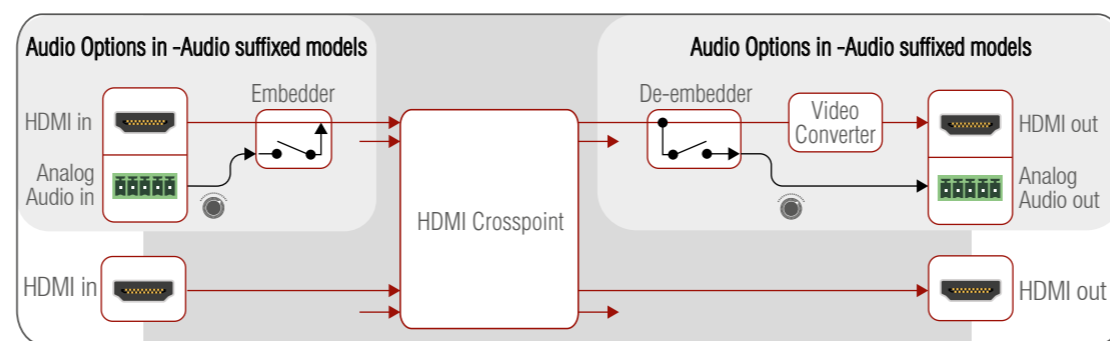 Audio Options in -Audio suffixed models
Audio Options in -Audio suffixed models
HDMI in
Embedder
De-embedder
Video
Converter
HDMI out
Analog
Audio in
HDMI Crosspoint
Analog
Audio out
HDMI in
HDMI out